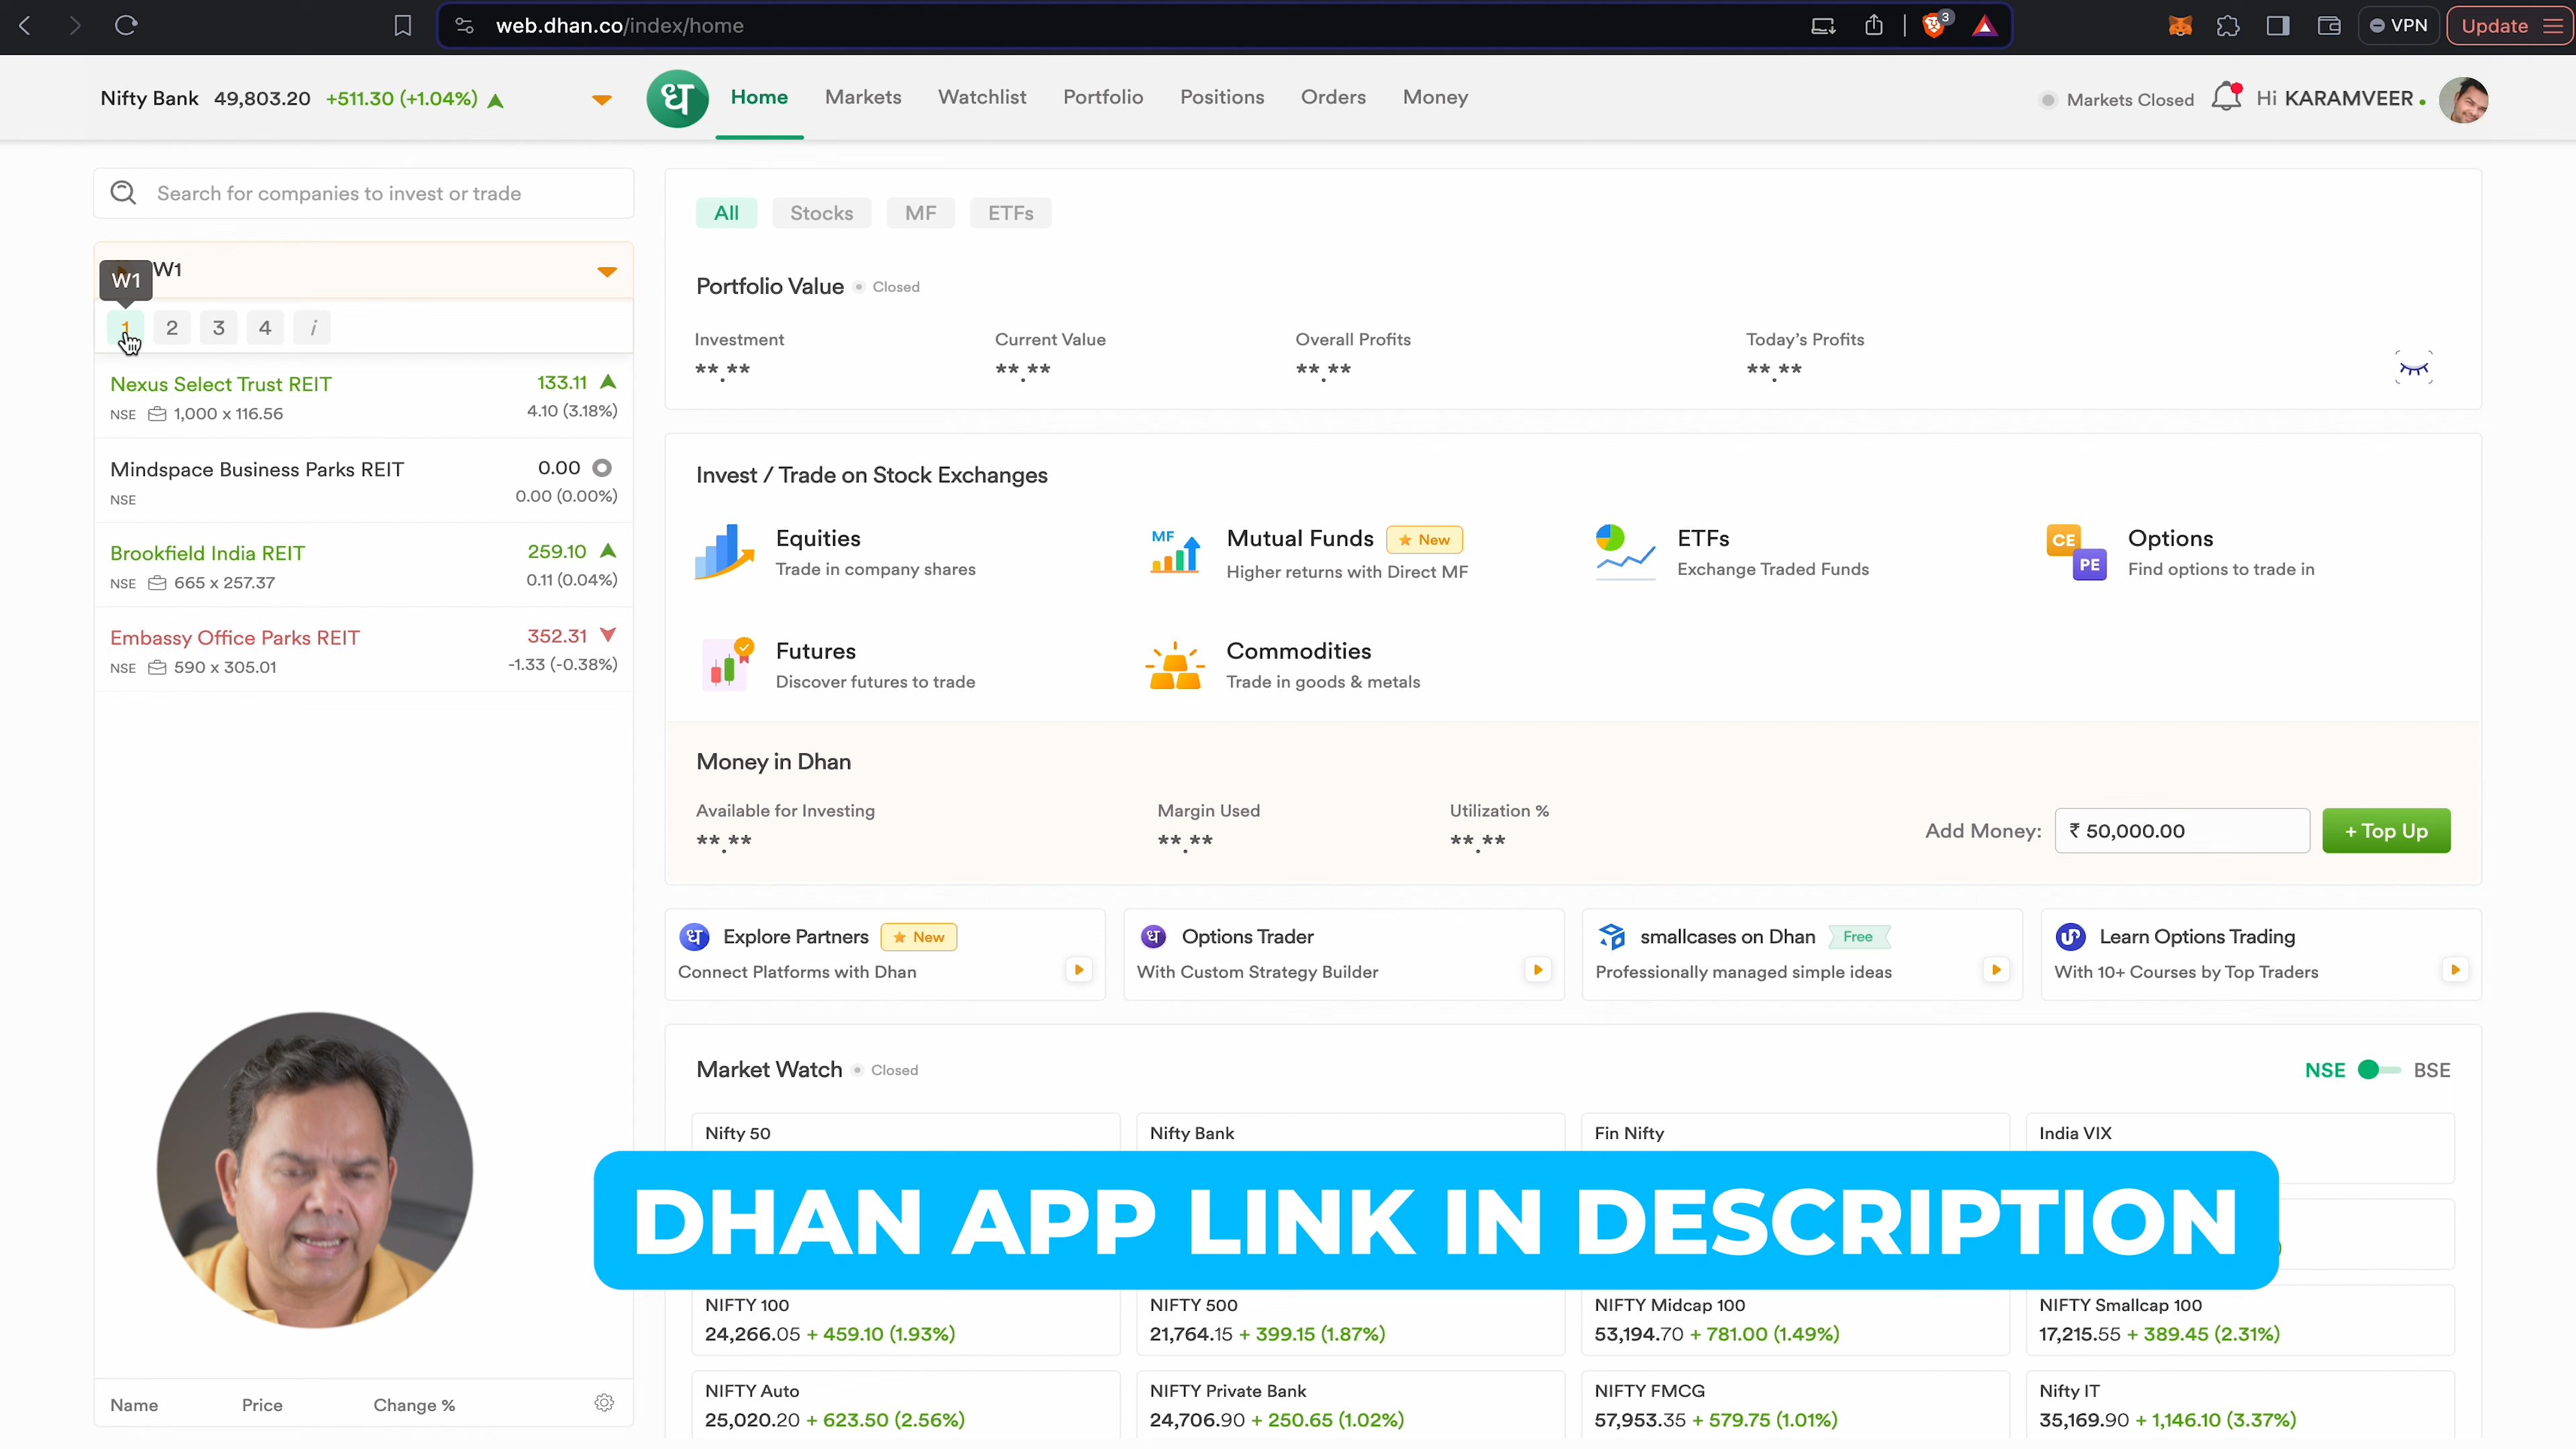 web.dhan.co/index/home
3
VPN
Update
Nifty Bank 49,803.20 +511.30 (+1.04%)
ध
Home
Markets
Watchlist
Portfolio
Positions
Orders
Money
Markets Closed
Hi KARAMVEER
Search for companies to invest or trade
W1
W1
1 2 3 4 i
Nexus Select Trust REIT 133.11
NSE 1,000 x 116.56 4.10 (3.18%)
Mindspace Business Parks REIT 0.00
NSE 0.00 (0.00%)
Brookfield India REIT 259.10
NSE 665 x 257.37 0.11 (0.04%)
Embassy Office Parks REIT 352.31
NSE 590 x 305.01 -1.33 (-0.38%)
Name Price Change %
All Stocks MF ETFs
Portfolio Value Closed
Investment Current Value Overall Profits Today's Profits
**.** **.** **.** **.**
Invest / Trade on Stock Exchanges
Equities
Trade in company shares
MF
Mutual Funds New
Higher returns with Direct MF
ETFs
Exchange Traded Funds
CE
PE
Options
Find options to trade in
Futures
Discover futures to trade
Commodities
Trade in goods & metals
Money in Dhan
Available for Investing Margin Used Utilization %
**.** **.** **.**
Add Money: ₹ 50,000.00 + Top Up
ध Explore Partners New
Connect Platforms with Dhan
ध Options Trader
With Custom Strategy Builder
smallcases on Dhan Free
Professionally managed simple ideas
Learn Options Trading
With 10+ Courses by Top Traders
Market Watch Closed
NSE BSE
Nifty 50 Nifty Bank Fin Nifty India VIX
DHAN APP LINK IN DESCRIPTION
NIFTY 100 NIFTY 500 NIFTY Midcap 100 NIFTY Smallcap 100
24,266.05 + 459.10 (1.93%) 21,764.15 + 399.15 (1.87%) 53,194.70 + 781.00 (1.49%) 17,215.55 + 389.45 (2.31%)
NIFTY Auto NIFTY Private Bank NIFTY FMCG Nifty IT
25,020.20 + 623.50 (2.56%) 24,706.90 + 250.65 (1.02%) 57,953.35 + 579.75 (1.01%) 35,169.90 + 1,146.10 (3.37%)